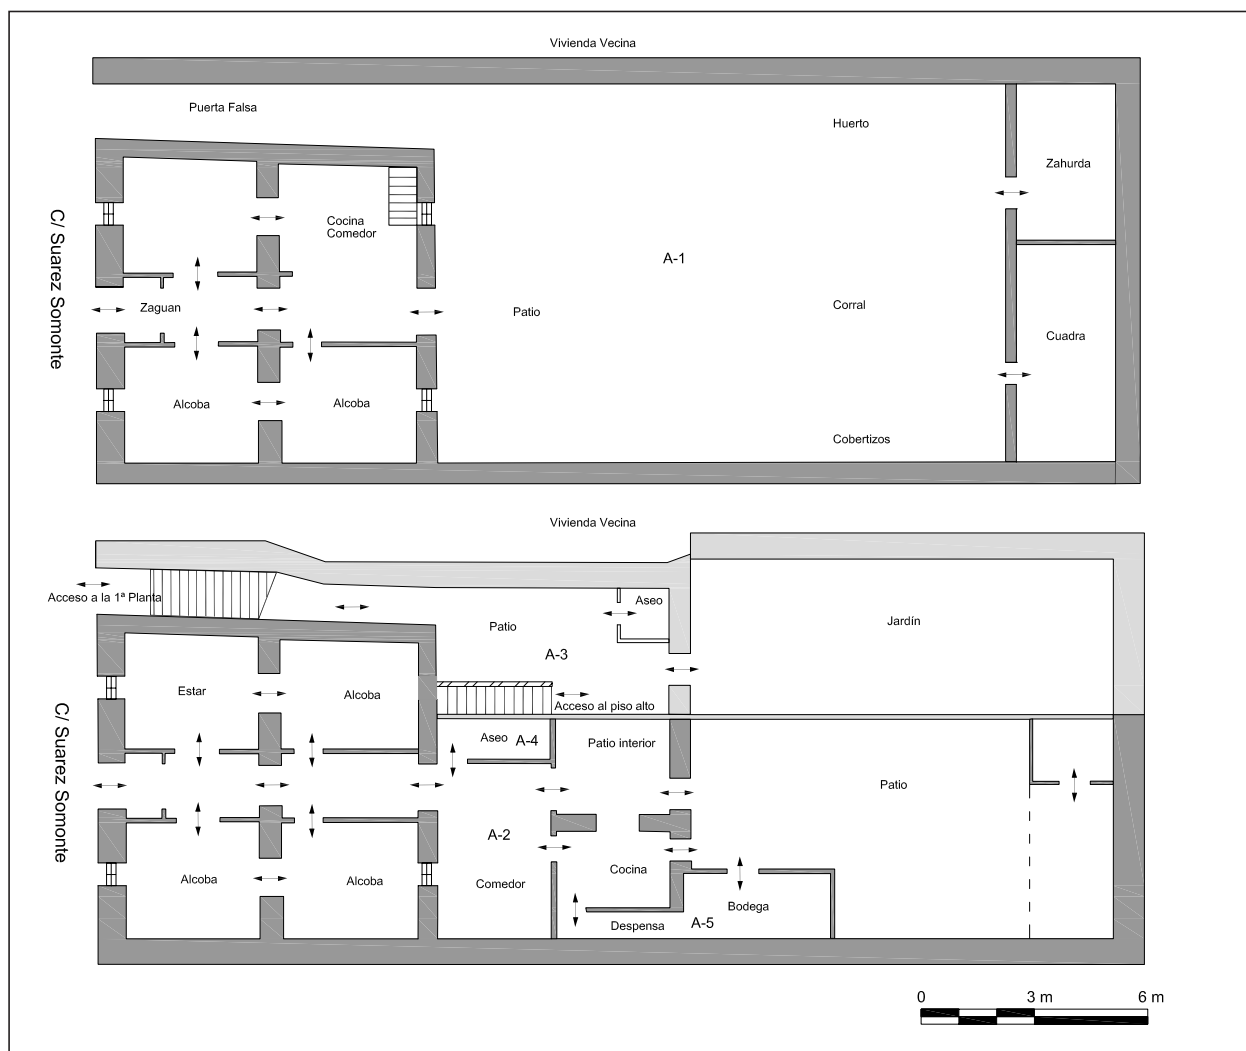 Vivienda Vecina
Puerta Falsa
Huerto
Zahurda
Cocina
Comedor
C/ Suarez Somonte
A-1
Zaguan
Patio
Corral
Cuadra
Alcoba
Alcoba
Cobertizos
Vivienda Vecina
Acceso a la 1ª Planta
Aseo
Patio
Jardín
A-3
Estar
Alcoba
Acceso al piso alto
C/ Suarez Somonte
Aseo
A-4
Patio interior
Patio
A-2
Cocina
Alcoba
Alcoba
Comedor
Bodega
Despensa
A-5
0
3 m
6 m